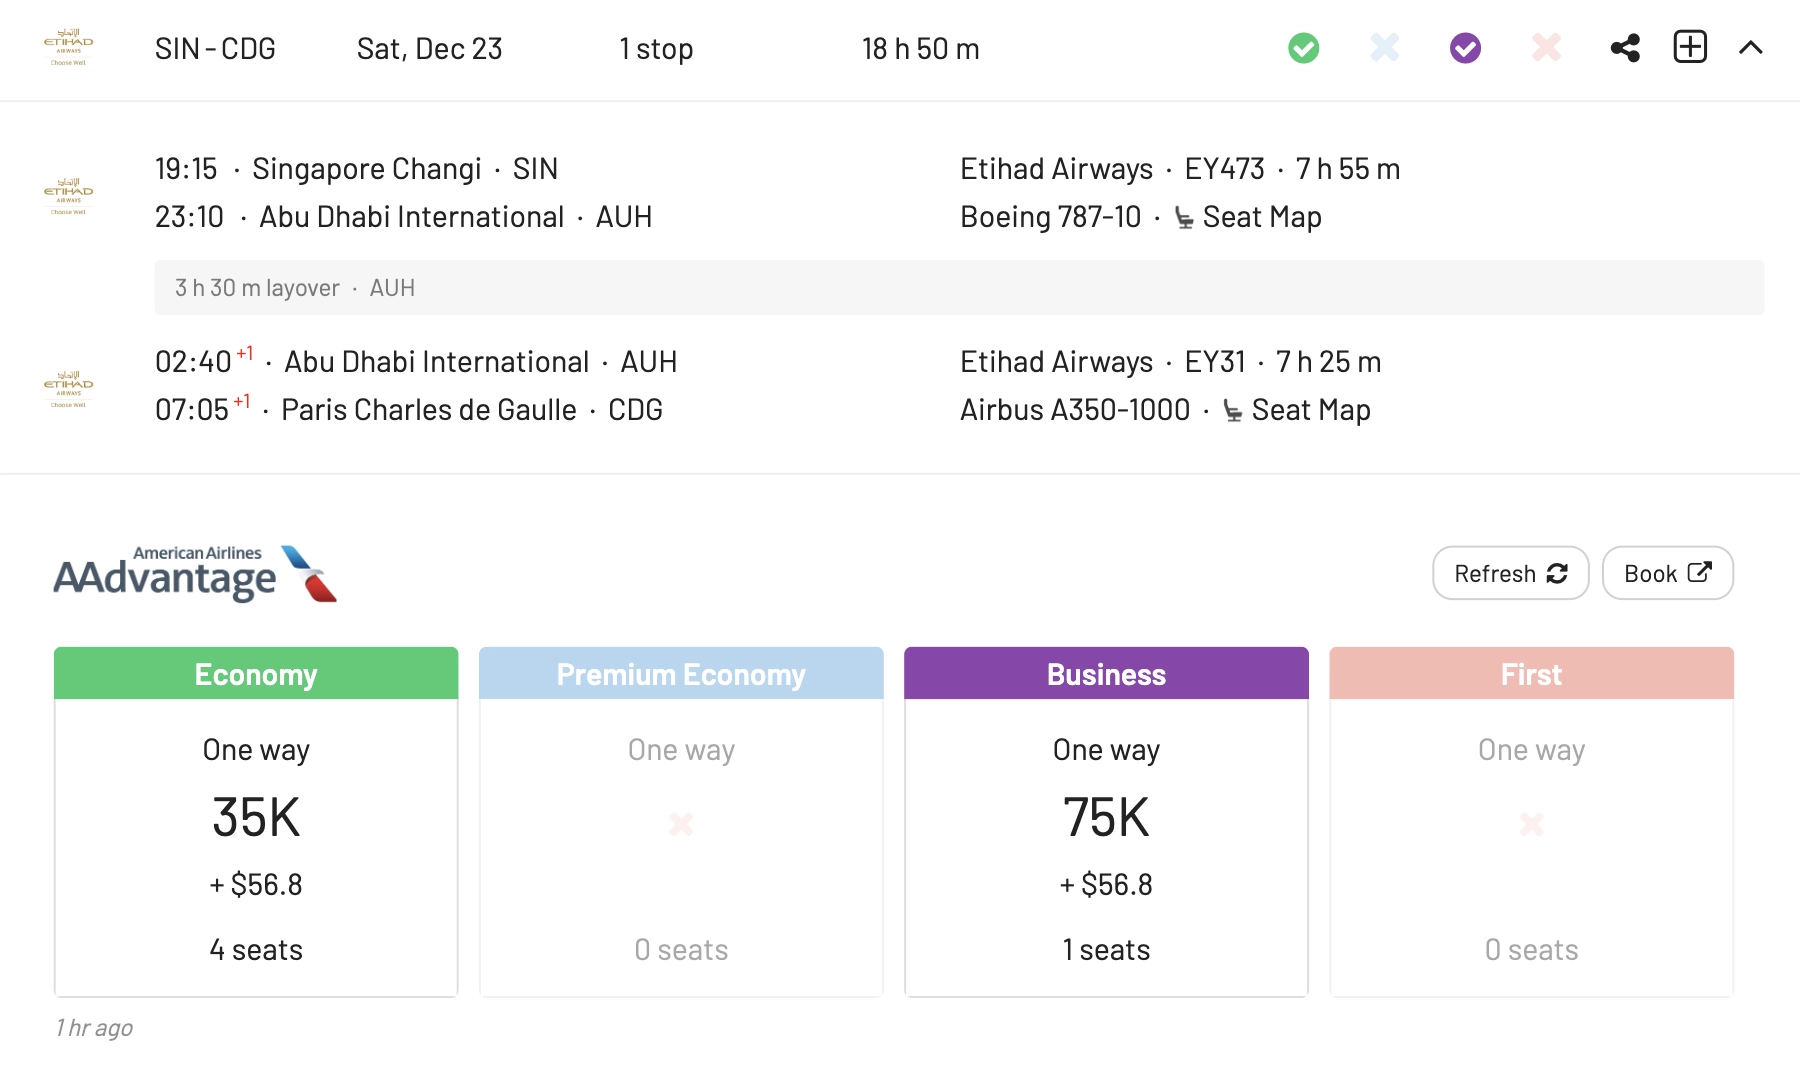 الاتحاد
ETIHAD
AIRWAYS
Choose Well
SIN - CDG
Sat, Dec 23
1 stop
18 h 50 m
الاتحاد
ETIHAD
AIRWAYS
Choose Well
19:15 · Singapore Changi · SIN
Etihad Airways · EY473 · 7 h 55 m
23:10 · Abu Dhabi International · AUH
Boeing 787-10 · Seat Map
3 h 30 m layover · AUH
الاتحاد
ETIHAD
AIRWAYS
Choose Well
02:40 +1 · Abu Dhabi International · AUH
Etihad Airways · EY31 · 7 h 25 m
07:05 +1 · Paris Charles de Gaulle · CDG
Airbus A350-1000 · Seat Map
American Airlines
AAdvantage
Refresh
Book
Economy
One way
35K
+ $56.8
4 seats
Premium Economy
One way
0 seats
Business
One way
75K
+ $56.8
1 seats
First
One way
0 seats
1 hr ago